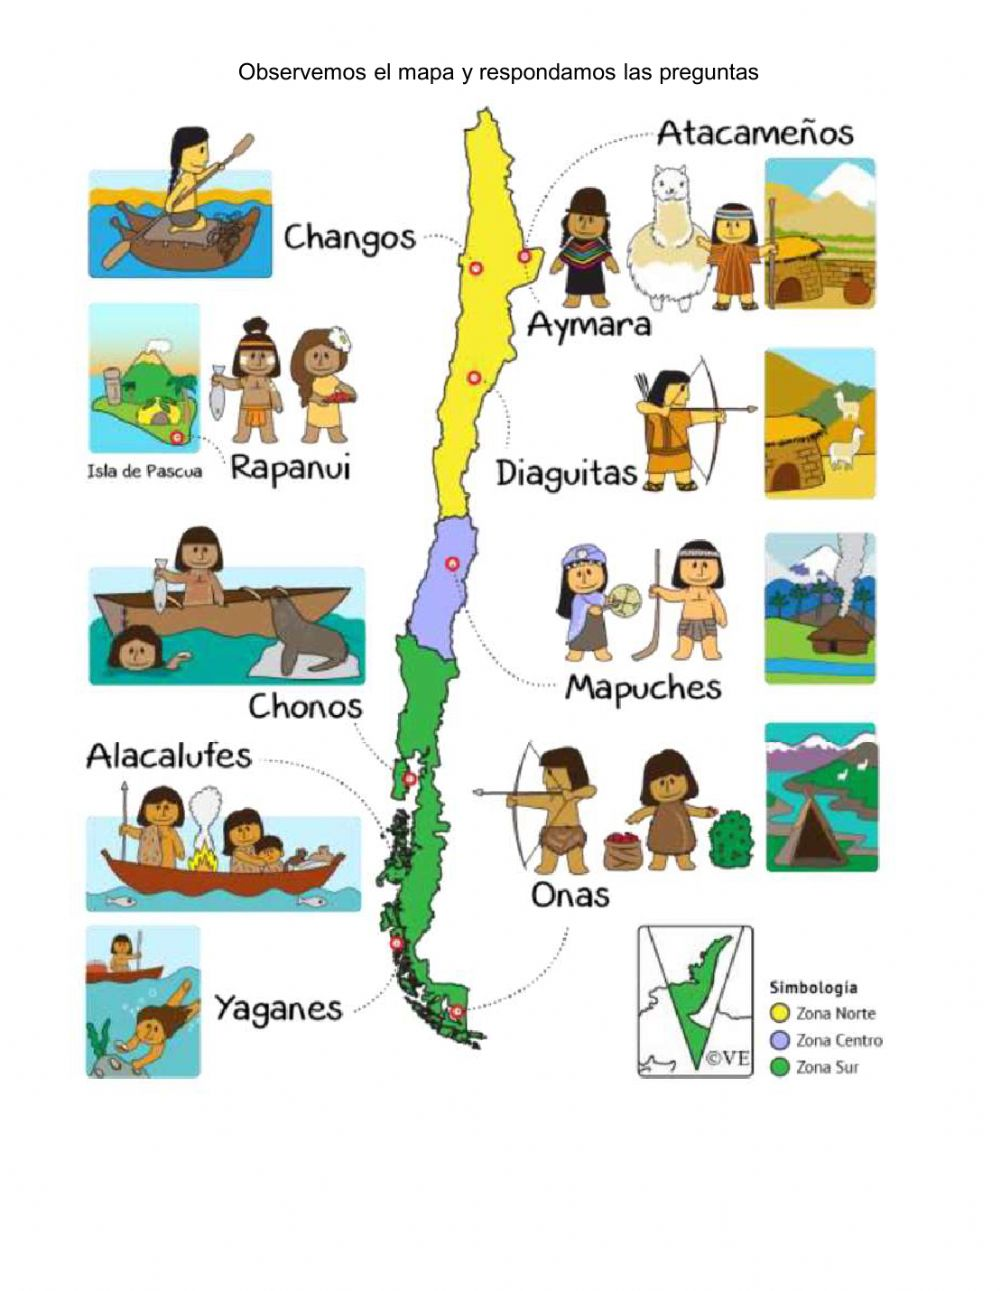 Observemos el mapa y respondamos las preguntas
Atacameños
Changos
Aymara
Isla de Pascua
Rapanui
Diaguitas
Chonos
Mapuches
Alacalufes
Onas
Yaganes
©VE
Simbología
Zona Norte
Zona Centro
Zona Sur